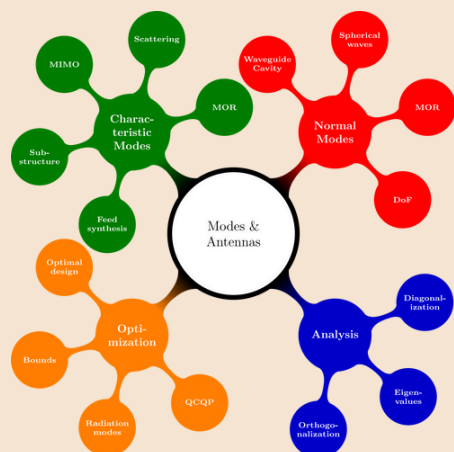 Scattering
MIMO
MOR
Charac-
teristic
Modes
Sub-
structure
Feed
synthesis
Spherical
waves
Waveguide
Cavity
MOR
Normal
Modes
DoF
Modes &
Antennas
Optimal
design
Opti-
mization
Bounds
QCQP
Radiation
modes
Diagonal-
ization
Analysis
Eigen-
values
Orthogo-
nalization